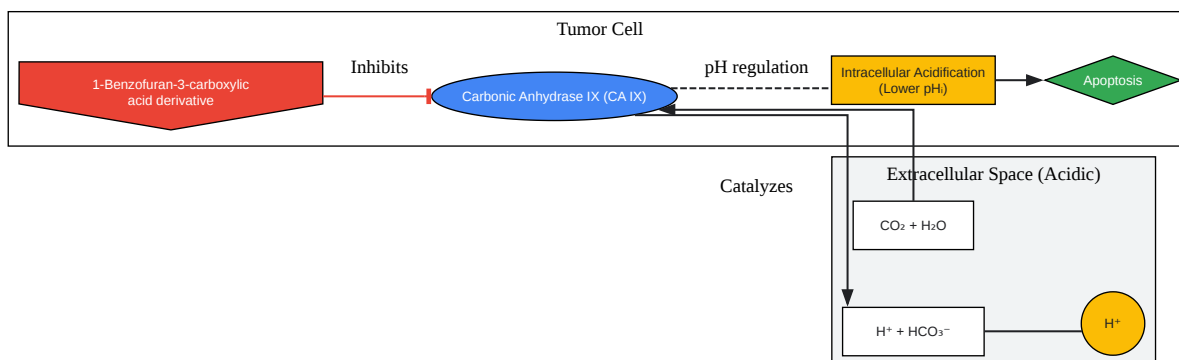 Tumor Cell
1-Benzofuran-3-carboxylic
acid derivative
Inhibits
Carbonic Anhydrase IX (CA IX)
pH regulation
Intracellular Acidification
(Lower pHᵢ)
Apoptosis
Catalyzes
Extracellular Space (Acidic)
CO₂ + H₂O
H⁺ + HCO₃⁻
H⁺